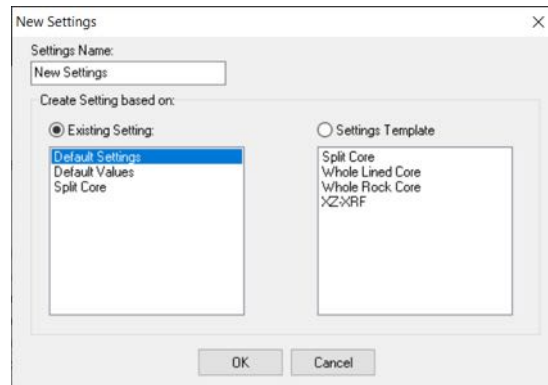 New Settings
Settings Name:
New Settings
Create Setting based on:
Existing Setting:
Settings Template
Default Settings
Default Values
Split Core
Split Core
Whole Lined Core
Whole Rock Core
XZ-XRF
OK
Cancel